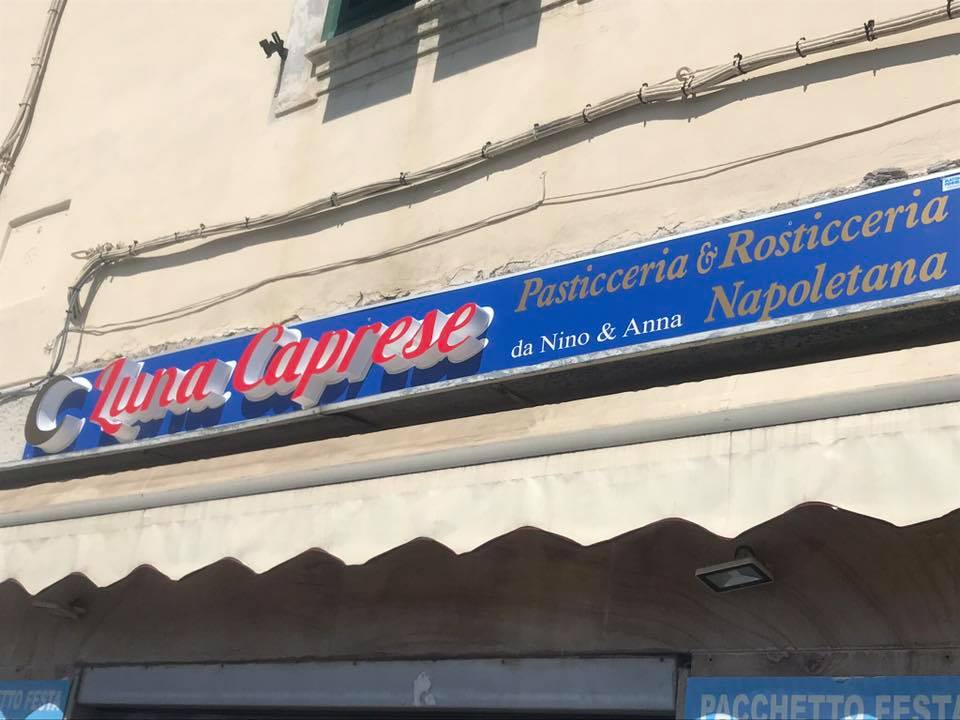 Luna Caprese
Pasticceria & Rosticceria
da Nino & Anna
Napoletana
PACCHETTO FESTA